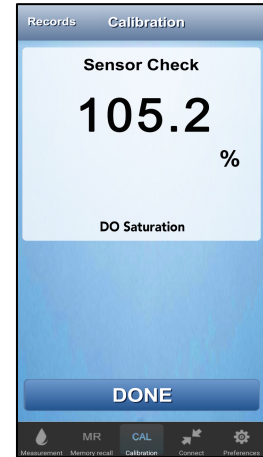 Records Calibration
Sensor Check
105.2
%
DO Saturation
DONE
MR CAL
Measurement Memory recall Calibration Connect Preferences